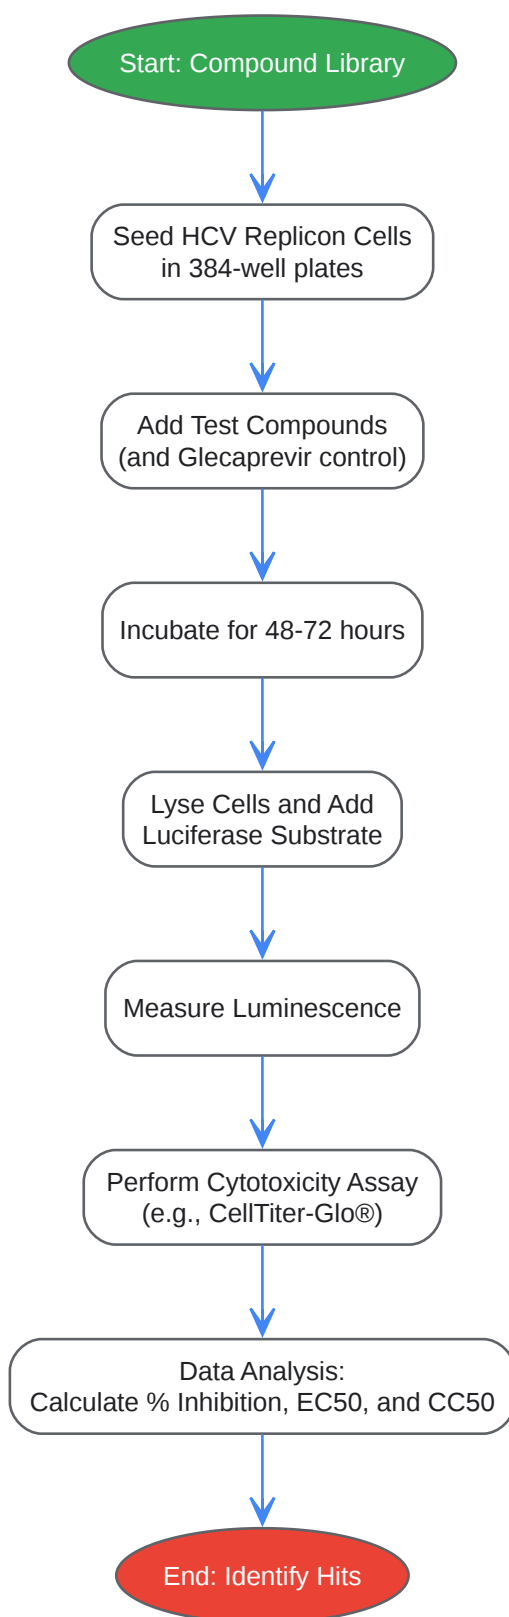 Start: Compound Library
Seed HCV Replicon Cells
in 384-well plates
Add Test Compounds
(and Glecaprevir control)
Incubate for 48-72 hours
Lyse Cells and Add
Luciferase Substrate
Measure Luminescence
Perform Cytotoxicity Assay
(e.g., CellTiter-Glo®)
Data Analysis:
Calculate % Inhibition, EC50, and CC50
End: Identify Hits